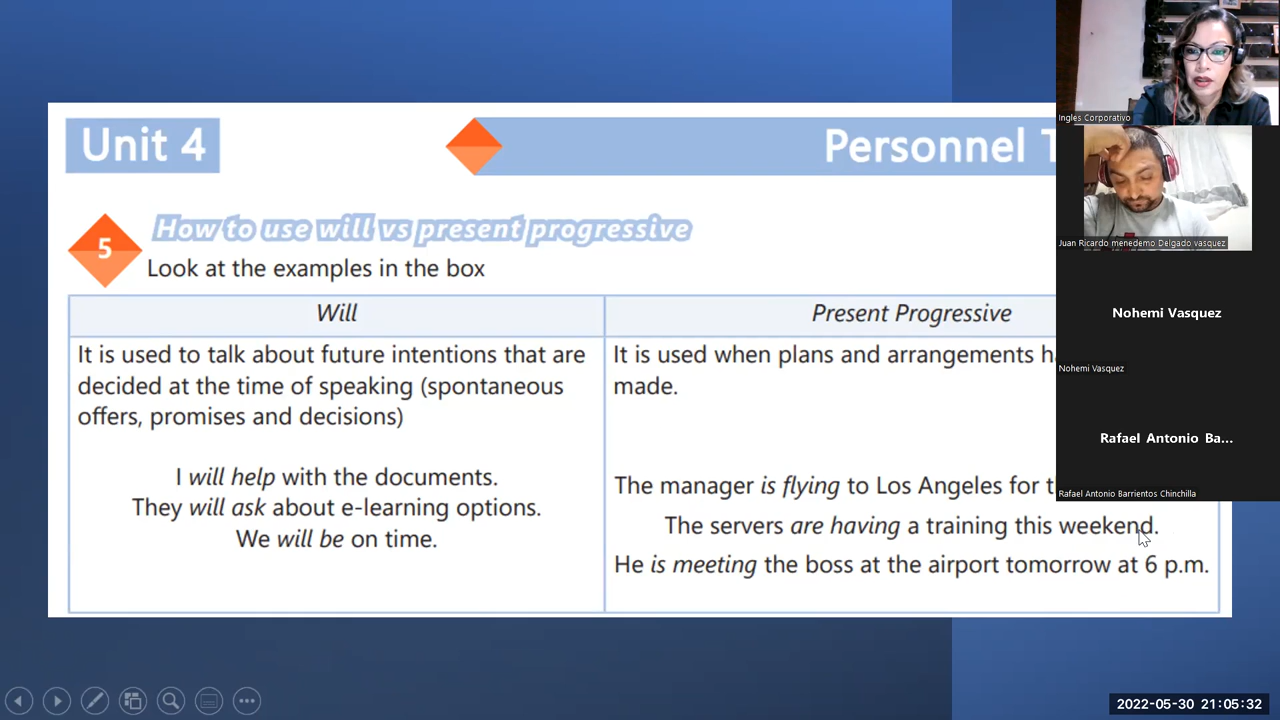 Unit 4
Personnel
How to use will vs present progressive
5
Look at the examples in the box
Will
Present Progressive
It is used to talk about future intentions that are
decided at the time of speaking (spontaneous
offers, promises and decisions)
I will help with the documents.
They will ask about e-learning options.
We will be on time.
It is used when plans and arrangements
made.
The manager is flying to Los Angeles for
The servers are having a training this weekend.
He is meeting the boss at the airport tomorrow at 6 p.m.
Ingles Corporativo
Juan Ricardo menedemo Delgado vasquez
Nohemi Vasquez
Nohemi Vasquez
Rafael Antonio Ba...
Rafael Antonio Barrientos Chinchilla
2022-05-30 21:05:32